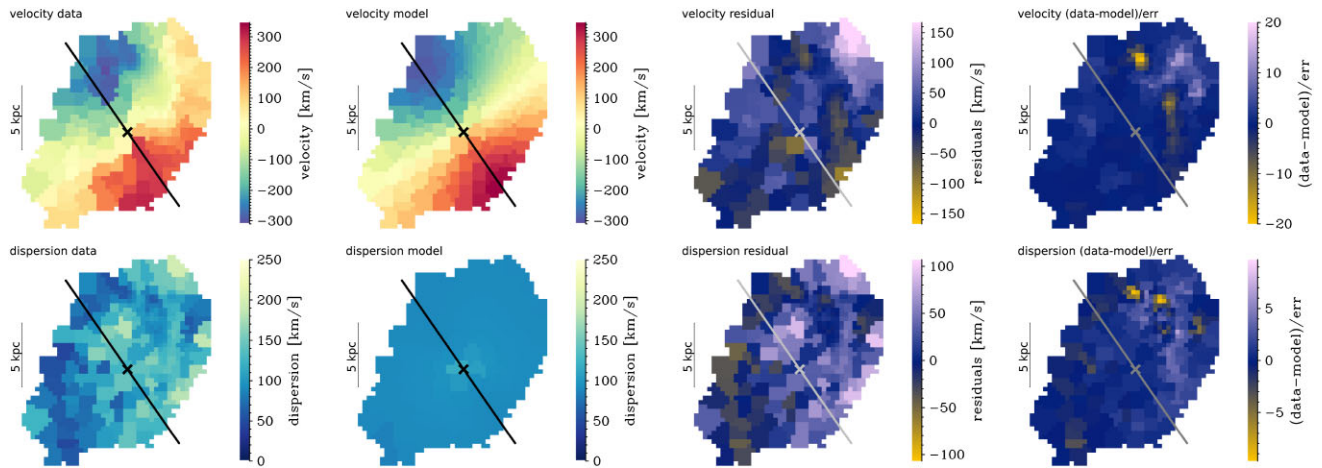 velocity data
velocity model
velocity residual
velocity (data-model)/err
5 kpc
300
200
100
0
−100
−200
−300
velocity [km/s]
5 kpc
300
200
100
0
−100
−200
−300
velocity [km/s]
5 kpc
150
100
50
0
−50
−100
−150
residuals [km/s]
5 kpc
20
10
0
−10
−20
(data−model)/err
dispersion data
dispersion model
dispersion residual
dispersion (data-model)/err
5 kpc
250
200
150
100
50
0
dispersion [km/s]
5 kpc
250
200
150
100
50
0
dispersion [km/s]
5 kpc
100
50
0
−50
−100
residuals [km/s]
5 kpc
5
0
−5
(data−model)/err